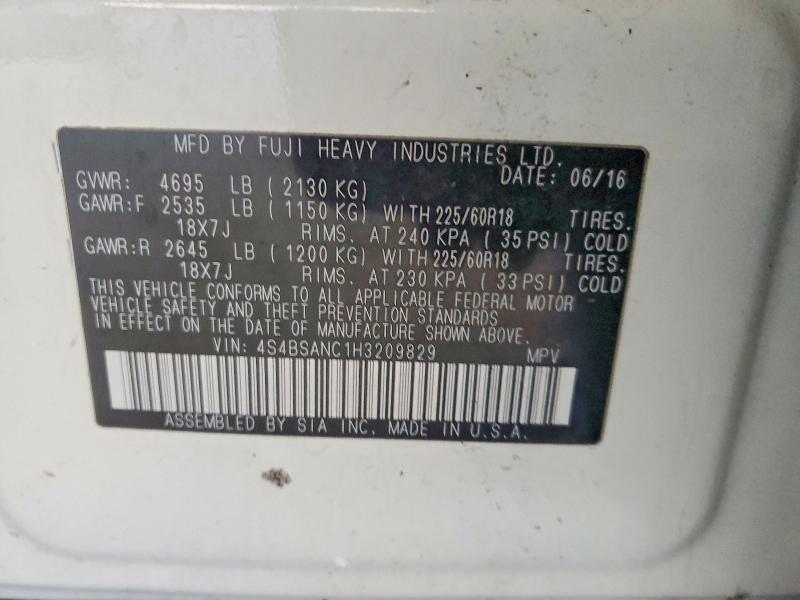 MFD BY FUJI HEAVY INDUSTRIES LTD.
DATE: 06/16
GVWR: 4695 LB (2130 KG)
GAWR:F 2535 LB (1150 KG) WITH 225/60R18 TIRES.
18X7J RIMS. AT 240 KPA (35 PSI) COLD
GAWR:R 2645 LB (1200 KG) WITH 225/60R18 TIRES.
18X7J RIMS. AT 230 KPA (33 PSI) COLD
THIS VEHICLE CONFORMS TO ALL APPLICABLE FEDERAL MOTOR
VEHICLE SAFETY AND THEFT PREVENTION STANDARDS
IN EFFECT ON THE DATE OF MANUFACTURE SHOWN ABOVE.
VIN: 4S4BSANC1H3209829 MPV
ASSEMBLED BY SIA INC. MADE IN U.S.A.